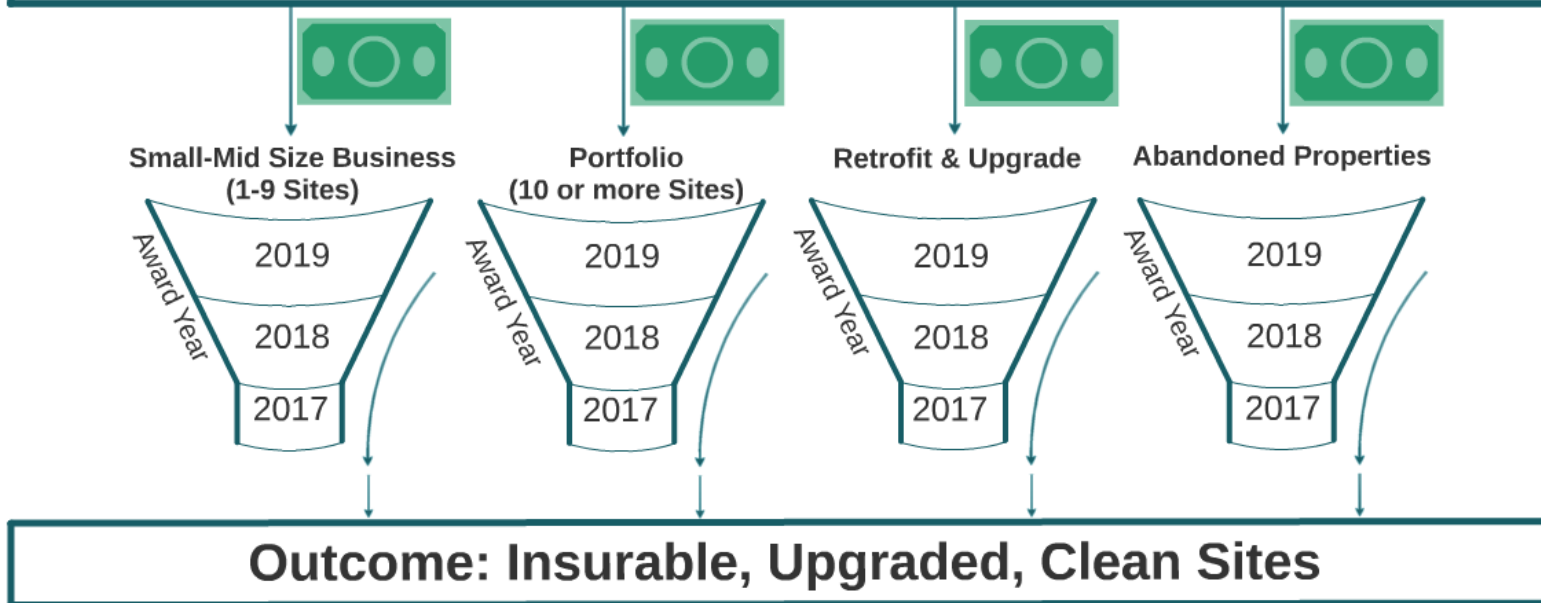 Small-Mid Size Business
(1-9 Sites)
Portfolio
(10 or more Sites)
Retrofit & Upgrade
Abandoned Properties
Award Year
2019
2018
2017
Award Year
2019
2018
2017
Award Year
2019
2018
2017
Award Year
2019
2018
2017
Outcome: Insurable, Upgraded, Clean Sites